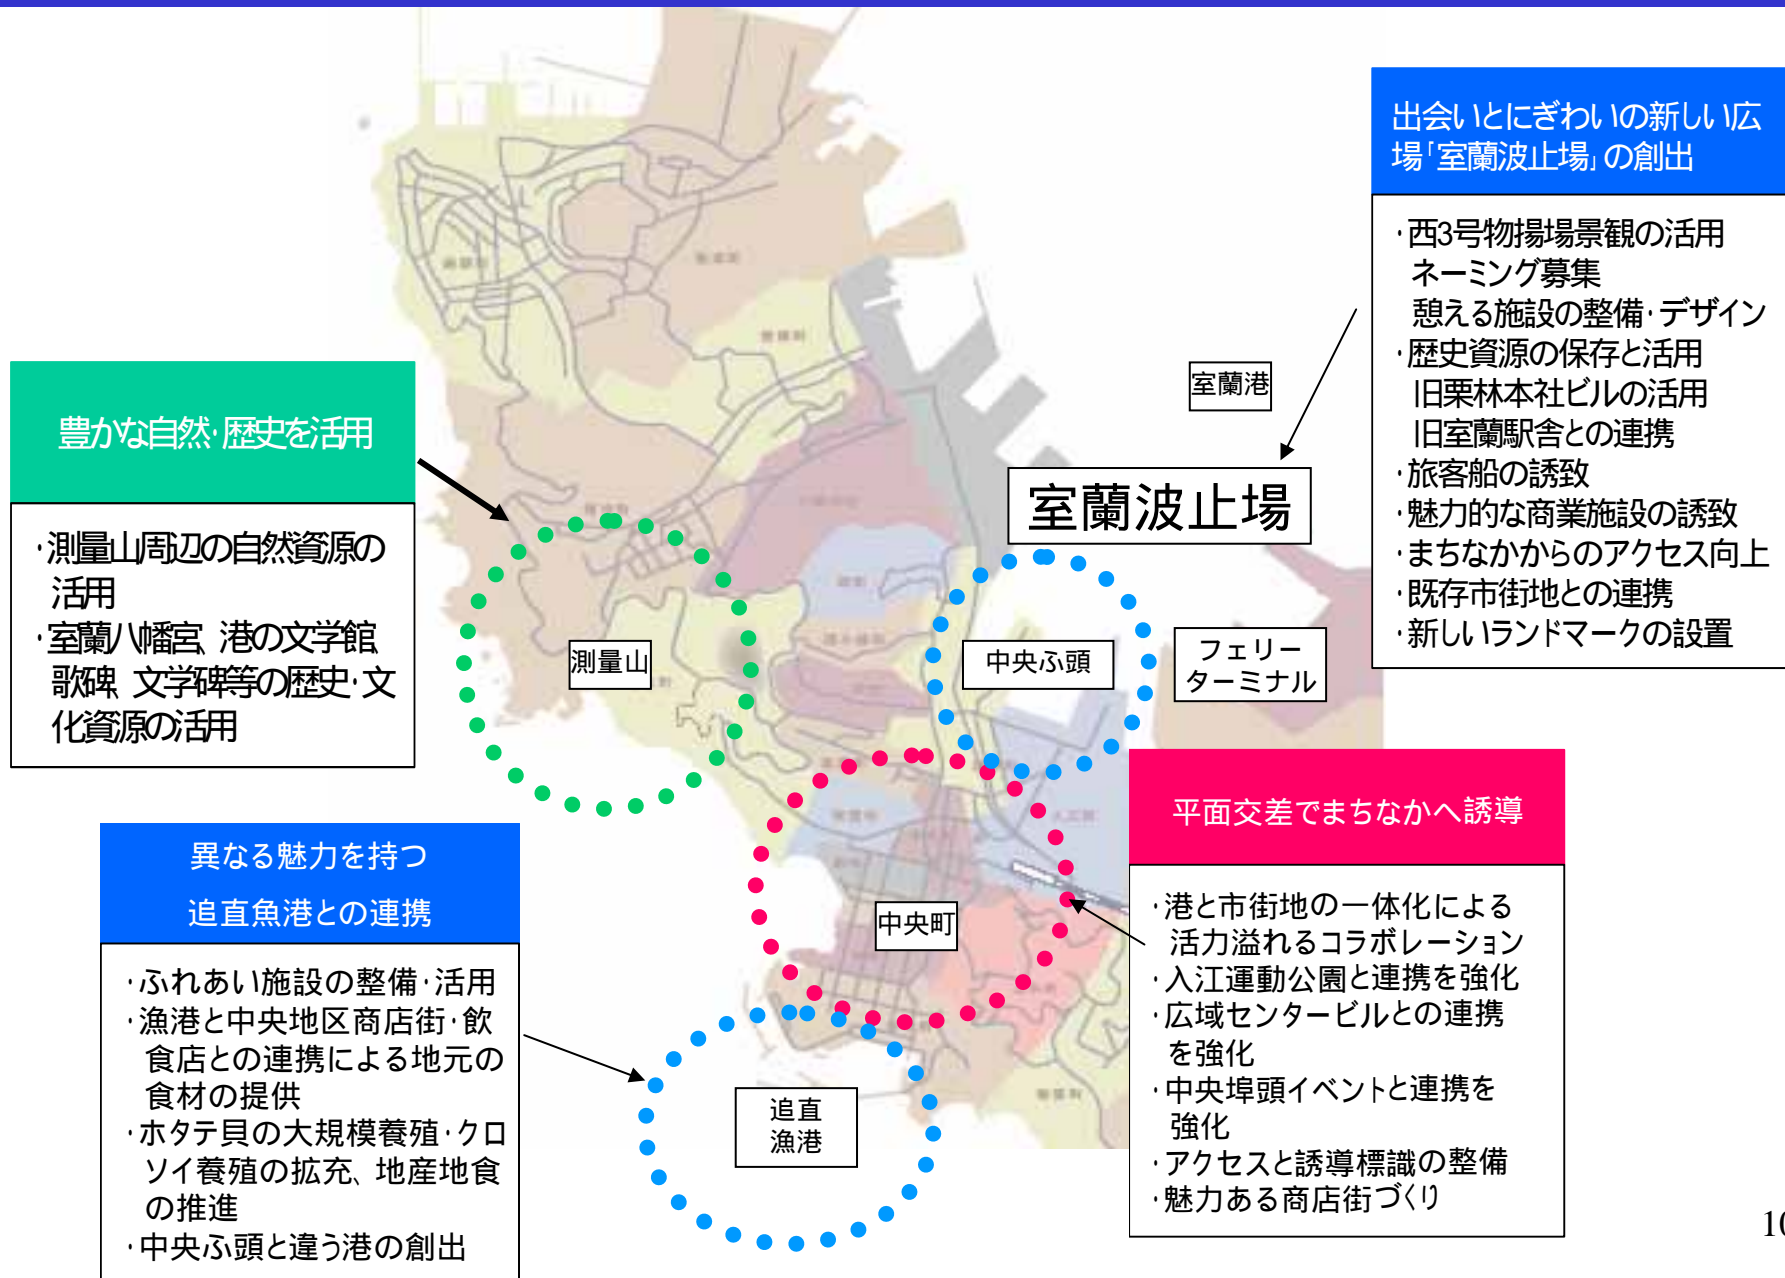 出会いとにぎわいの新しい広
場「室蘭波止場」の創出
・西3号物揚場景観の活用
ネーミング募集
憩える施設の整備・デザイン
・歴史資源の保存と活用
旧栗林本社ビルの活用
旧室蘭駅舎との連携
・旅客船の誘致
・魅力的な商業施設の誘致
・まちなかからのアクセス向上
・既存市街地との連携
・新しいランドマークの設置
室蘭港
室蘭波止場
豊かな自然・歴史を活用
・測量山周辺の自然資源の
活用
・室蘭八幡宮、港の文学館、
歌碑、文学碑等の歴史・文
化資源の活用
測量山
中央ふ頭
フェリー
ターミナル
平面交差でまちなかへ誘導
・港と市街地の一体化による
活力溢れるコラボレーション
・入江運動公園と連携を強化
・広域センタービルとの連携
を強化
・中央埠頭イベントと連携を
強化
・アクセスと誘導標識の整備
・魅力ある商店街づくり
中央町
異なる魅力を持つ
追直魚港との連携
・ふれあい施設の整備・活用
・漁港と中央地区商店街・飲
食店との連携による地元の
食材の提供
・ホタテ貝の大規模養殖・クロ
ソイ養殖の拡充、地産地食
の推進
・中央ふ頭と違う港の創出
追直
漁港